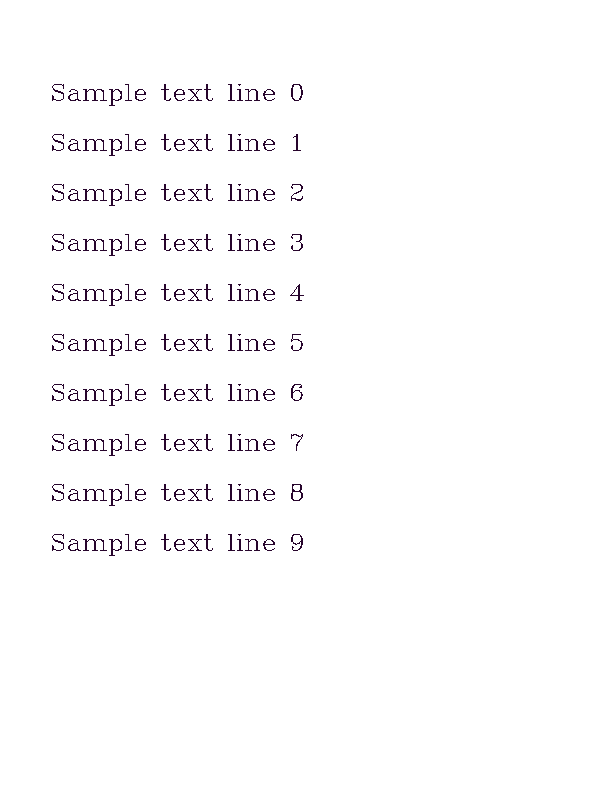 Sample text line 0
Sample text line 1
Sample text line 2
Sample text line 3
Sample text line 4
Sample text line 5
Sample text line 6
Sample text line 7
Sample text line 8
Sample text line 9